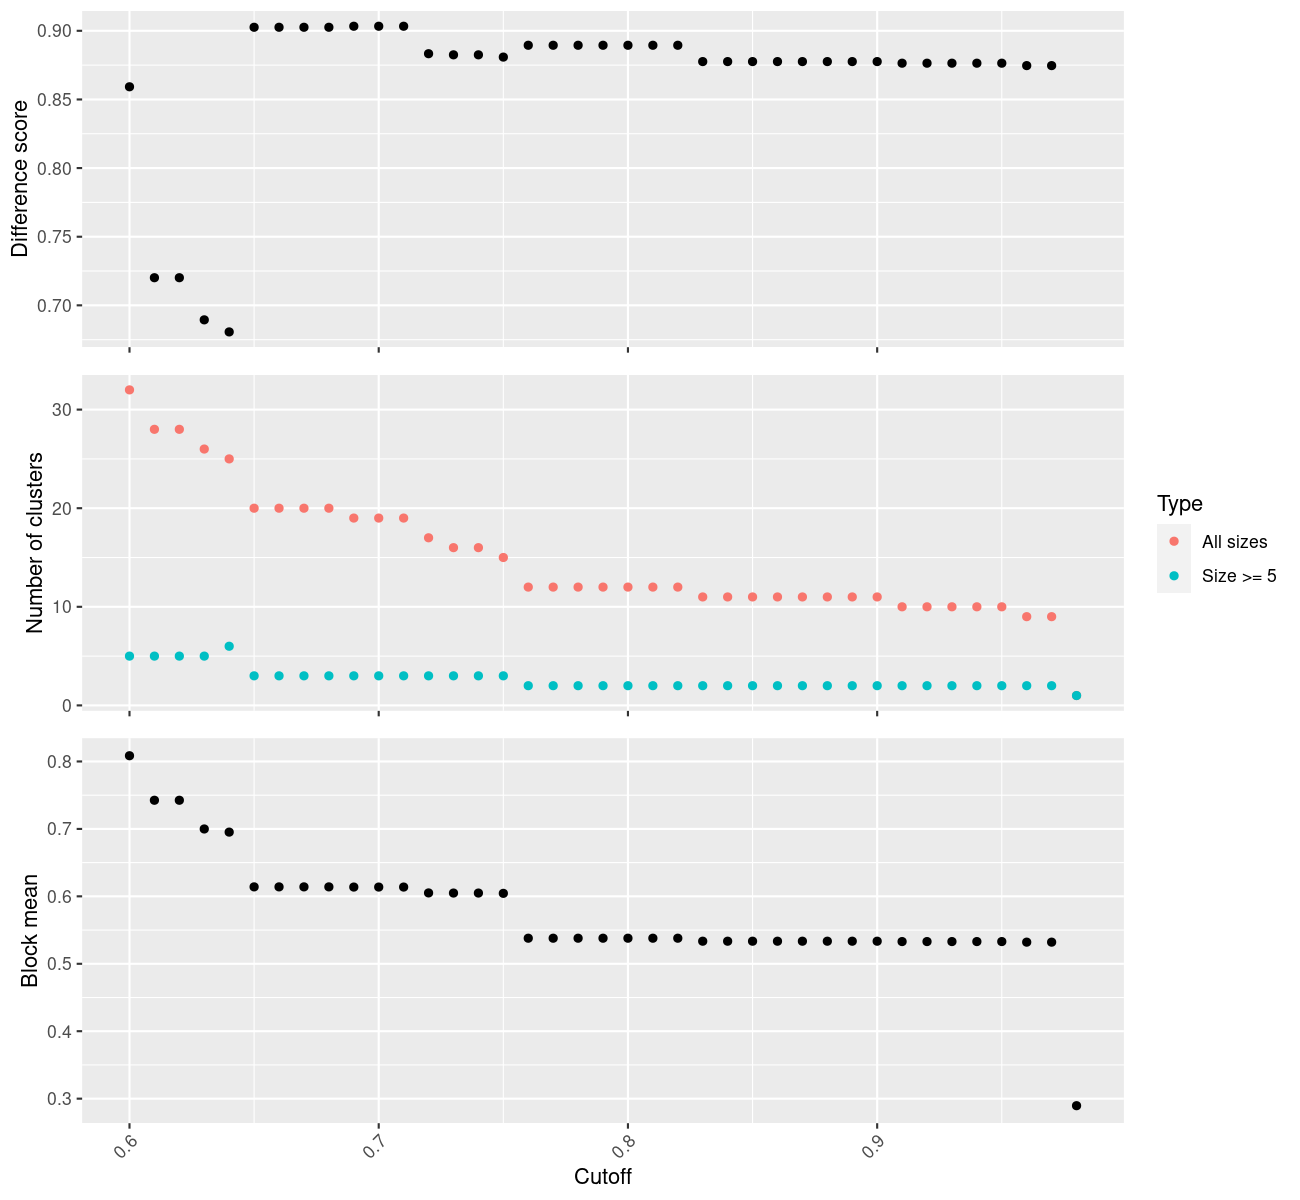 Difference score
0.90
0.85
0.80
0.75
0.70
Number of clusters
30
20
10
0
Type
All sizes
Size >= 5
Block mean
0.8
0.7
0.6
0.5
0.4
0.3
0.6 0.7 0.8 0.9
Cutoff